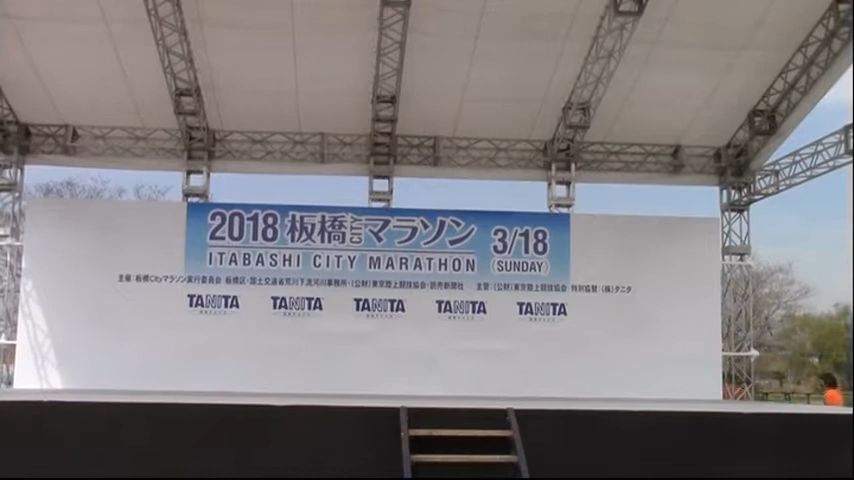 2018 板橋CITYマラソン 3/18
ITABASHI CITY MARATHON (SUNDAY)
主催:板橋Cityマラソン実行委員会 板橋区・国土交通省荒川下流河川事務所・(公財)東京陸上競技協会・読売新聞社 主管:(公財)東京陸上競技協会 特別協賛:(株)タニタ
TANITA TANITA TANITA TANITA TANITA